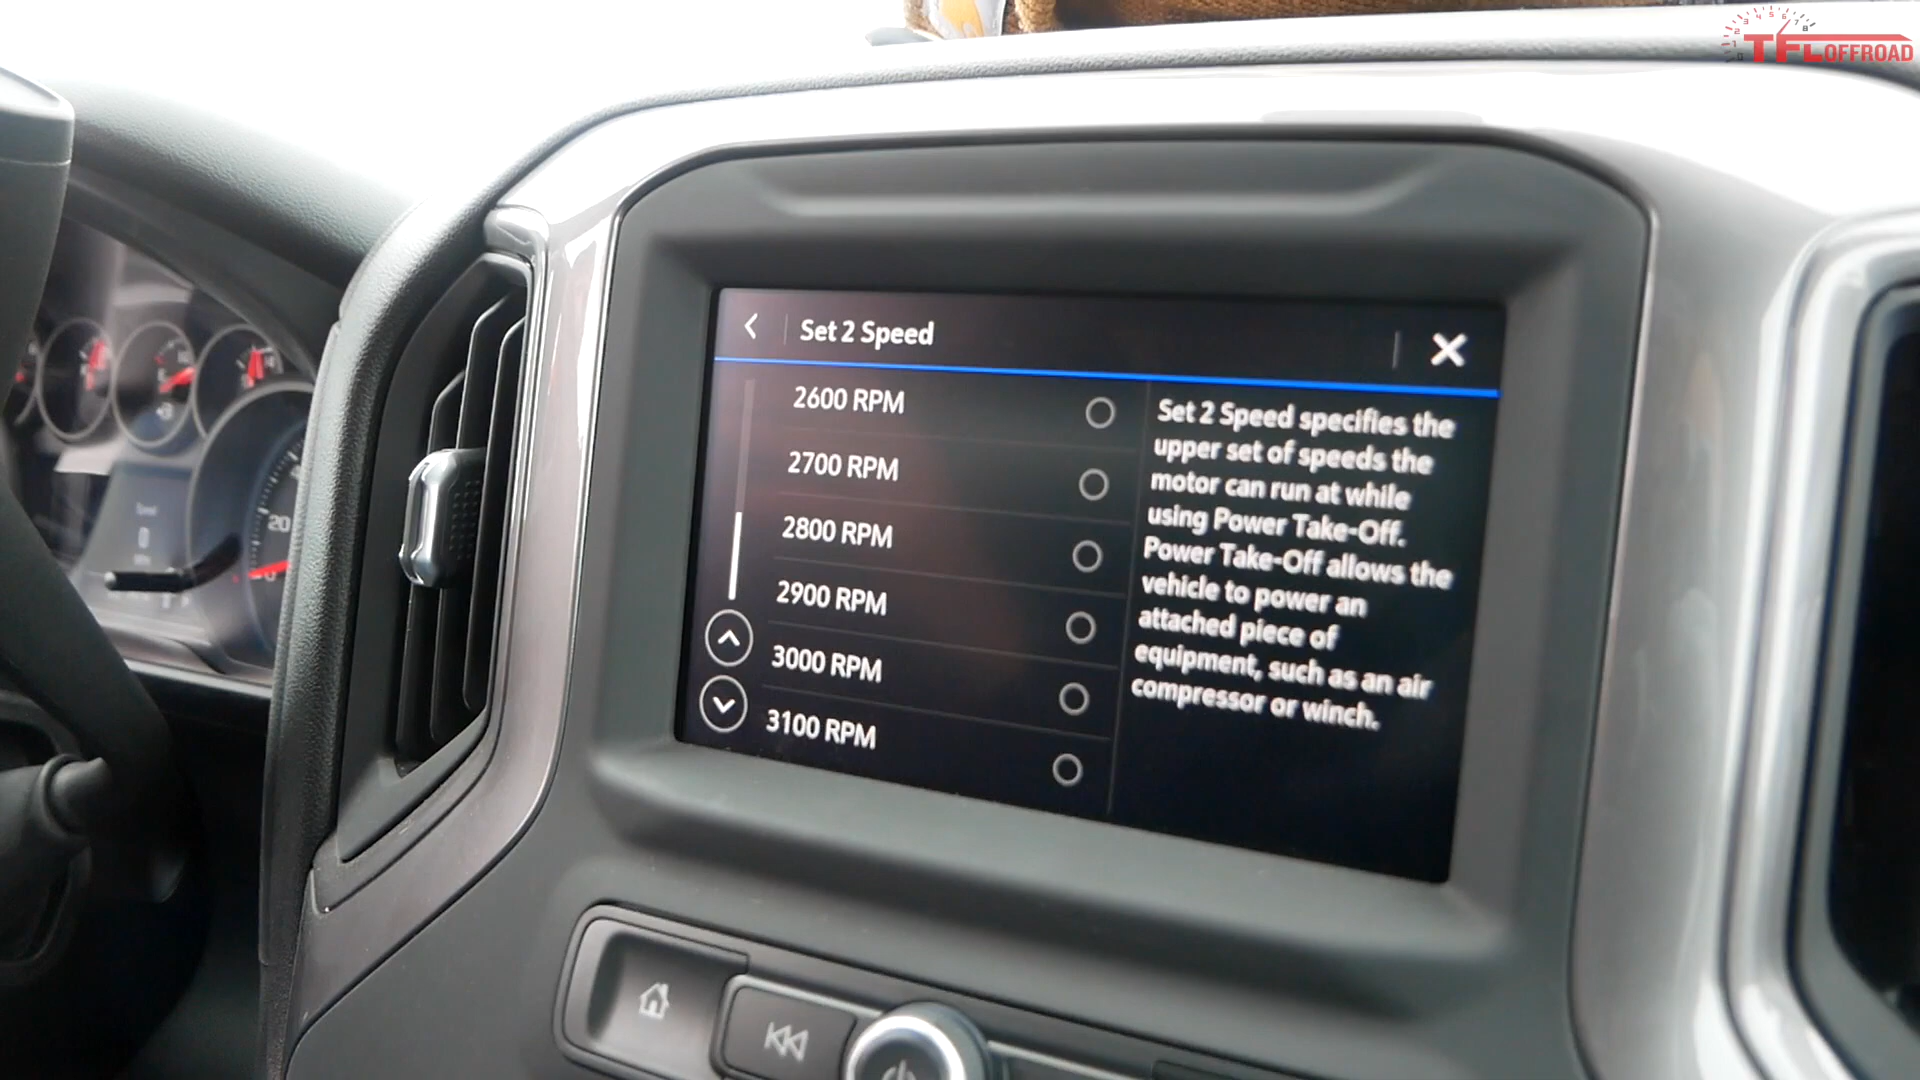 TFLOFFROAD
Set 2 Speed
2600 RPM
2700 RPM
2800 RPM
2900 RPM
3000 RPM
3100 RPM
Set 2 Speed specifies the
upper set of speeds the
motor can run at while
using Power Take-Off.
Power Take-Off allows the
vehicle to power an
attached piece of
equipment, such as an air
compressor or winch.
20
0